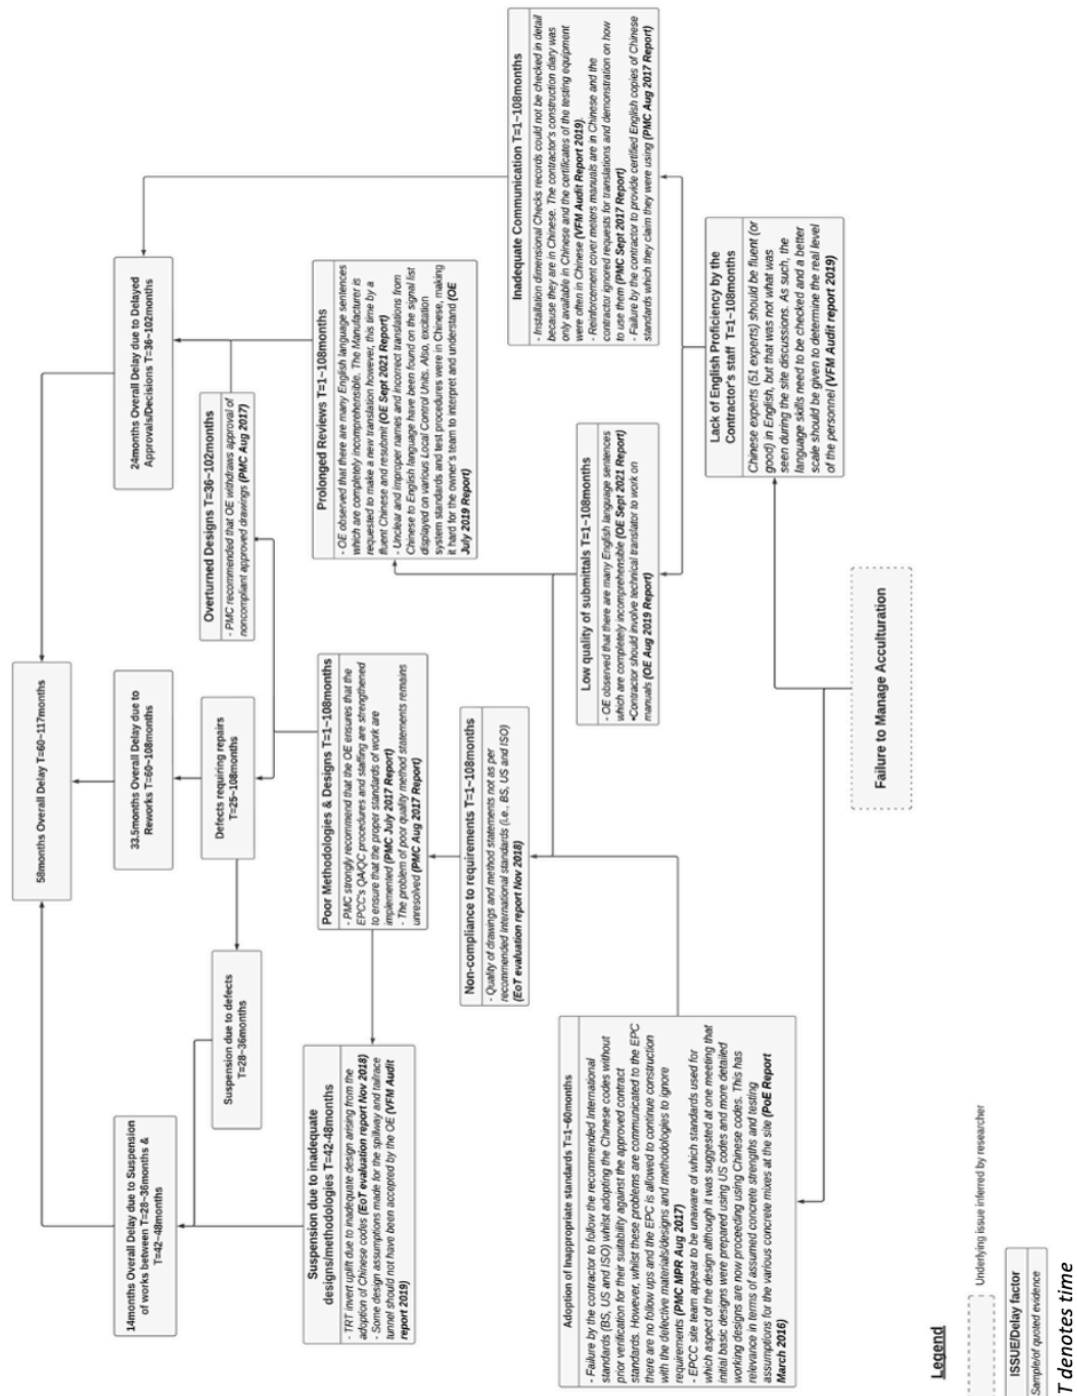 58months Overall Delay T=60~117months
14months Overall Delay due to Suspension
of works between T=28~36months &
T=42~48months
33.5months Overall Delay due to
Reworks T=60~108months
24months Overall Delay due to Delayed
Approvals/Decisions T=36~102months
Suspension due to defects
T=28~36months
Defects requiring repairs
T=25~108months
Overturned Designs T=36~102months
- PMC recommended that OE withdraws approval of
noncompliant approved drawings (PMC Aug 2017)
Suspension due to inadequate
designs/methodologies T=42-48months
- TRT invert uplift due to inadequate design arising from the
adoption of Chinese codes (EoT evaluation report Nov 2018)
- Some design assumptions made for the spillway and tailrace
tunnel should not have been accepted by the OE (VFM Audit
report 2019)
Poor Methodologies & Designs T=1~108months
- PMC strongly recommend that the OE ensures that the
EPCC's QA/QC procedures and staffing are strengthened
to ensure that the proper standards of work are
implemented (PMC July 2017 Report)
- The problem of poor quality method statements remains
unresolved (PMC Aug 2017 Report)
Prolonged Reviews T=1~108months
- OE observed that there are many English language sentences
which are completely incomprehensible. The Manufacturer is
requested to make a new translation however, this time by a
fluent Chinese and resubmit (OE Sept 2021 Report)
- Unclear and improper names and incorrect translations from
Chinese to English language have been found on the signal list
displayed on various Local Control Units. Also, excitation
system standards and test procedures were in Chinese, making
it hard for the owner's team to interpret and understand (OE
July 2019 Report)
Non-compliance to requirements T=1~108months
- Quality of drawings and method statements not as per
recommended International standards (i.e., BS, US and ISO)
(EoT evaluation report Nov 2018)
Inadequate Communication T=1~108months
- Installation dimensional Checks records could not be checked in detail
because they are in Chinese. The contractor's construction diary was
only available in Chinese and the certificates of the testing equipment
were often in Chinese (VFM Audit Report 2019).
- Reinforcement cover meters manuals are in Chinese and the
contractor ignored requests for translations and demonstration on how
to use them (PMC Sept 2017 Report)
- Failure by the contractor to provide certified English copies of Chinese
standards which they claim they were using (PMC Aug 2017 Report)
Adoption of Inappropriate standards T=1~60months
- Failure by the contractor to follow the recommended International
standards (BS, US and ISO) whilst adopting the Chinese codes without
prior verification for their suitability against the approved contract
standards. However, whilst these problems are communicated to the EPC
there are no follow ups and the EPC is allowed to continue construction
with the defective materials/designs and methodologies to ignore
requirements (PMC MPR Aug 2017)
- EPCC site team appear to be unaware of which standards used for
which aspect of the design although it was suggested at one meeting that
initial basic designs were prepared using US codes and more detailed
working designs are now proceeding using Chinese codes. This has
relevance in terms of assumed concrete strengths and testing
assumptions for the various concrete mixes at the site (PoE Report
March 2016)
Low quality of submittals T=1~108months
- OE observed that there are many English language sentences
which are completely incomprehensible (OE Sept 2021 Report)
•Contractor should involve technical translator to work on
manuals (OE Aug 2019 Report)
Lack of English Proficiency by the
Contractor's staff T=1~108months
Chinese experts (51 experts) should be fluent (or
good) in English, but that was not what was
seen during the site discussions. As such, the
language skills need to be checked and a better
scale should be given to determine the real level
of the personnel (VFM Audit report 2019)
Failure to Manage Acculturation
Legend
Underlying issue inferred by researcher
ISSUE/Delay factor
Sample/of quoted evidence
T denotes time